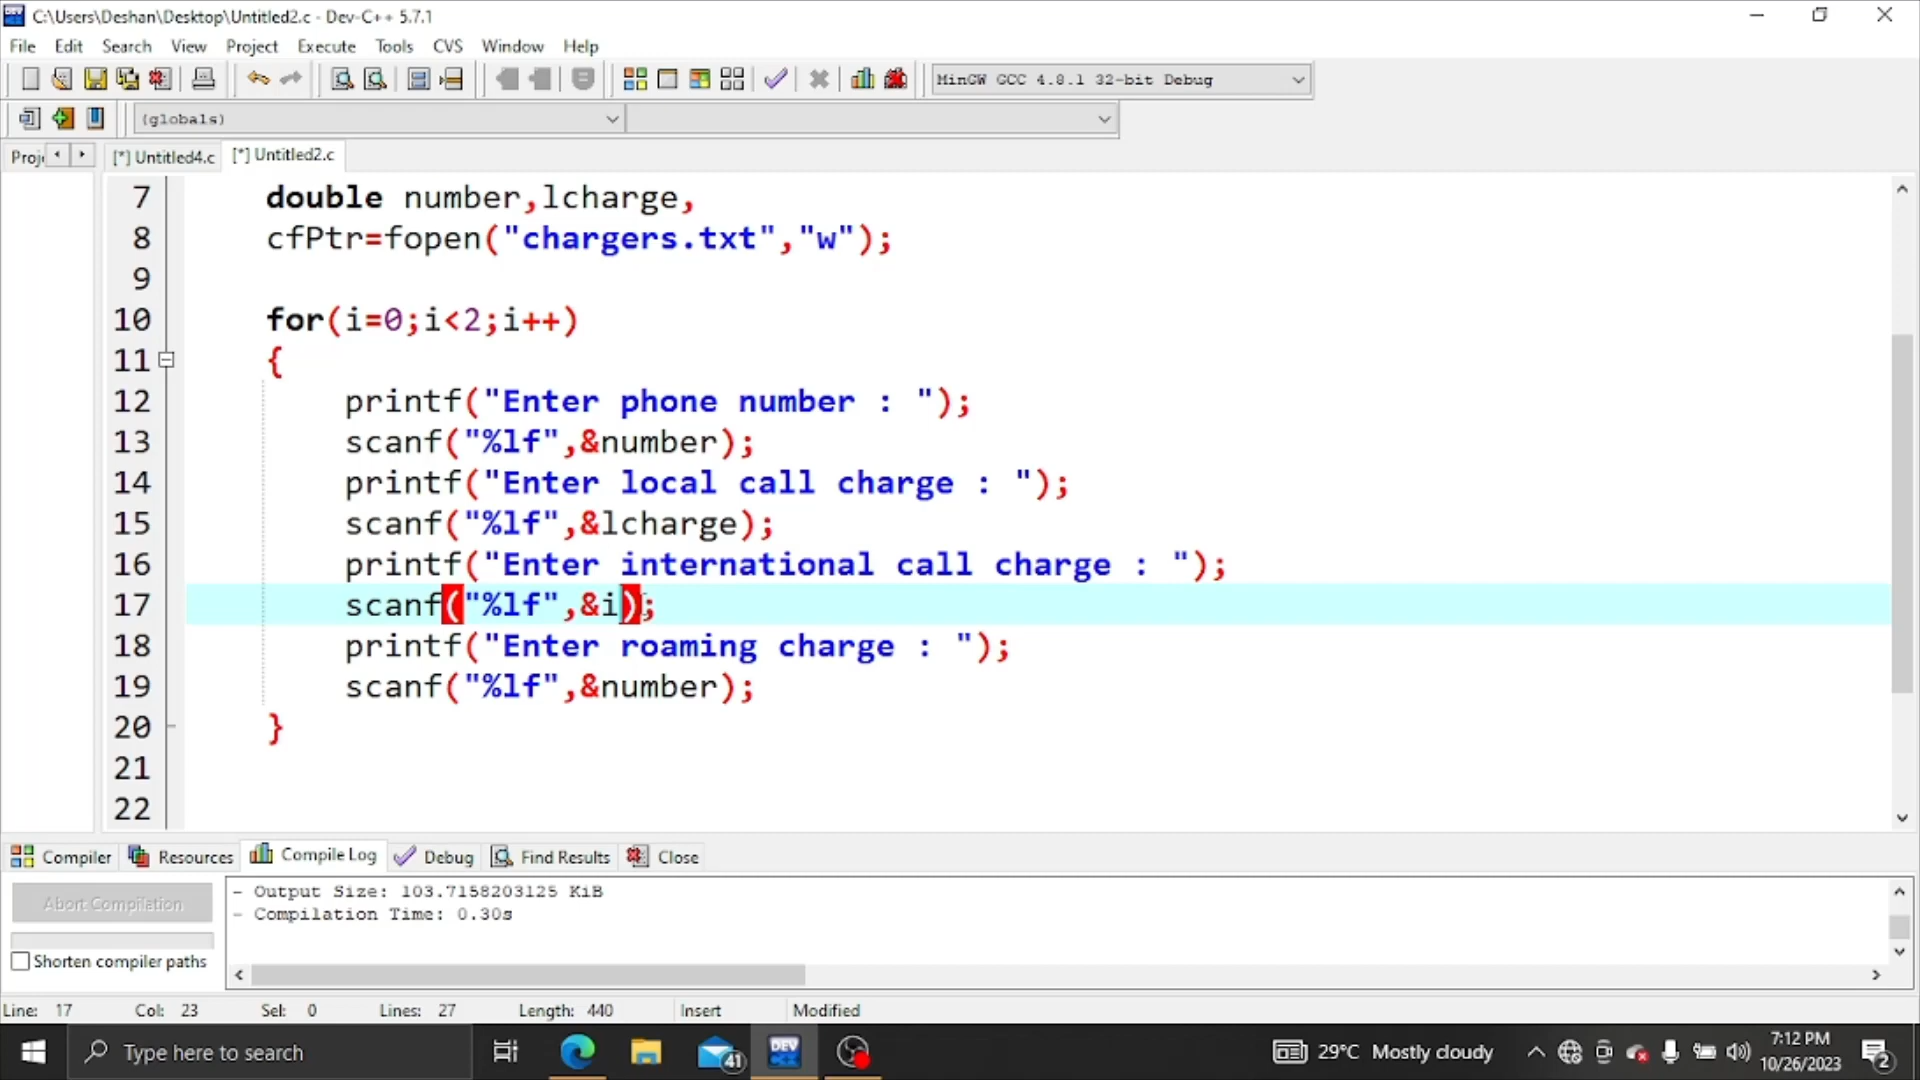 C:\Users\Deshan\Desktop\Untitled2.c - Dev-C++ 5.7.1
File Edit Search View Project Execute Tools CVS Window Help
MinGW GCC 4.8.1 32-bit Debug
(globals)
Proj [*] Untitled4.c [*] Untitled2.c
7 double number,lcharge,
8 cfPtr=fopen("chargers.txt","w");
9
10 for(i=0;i<2;i++)
11 {
12 printf("Enter phone number : ");
13 scanf("%lf",&number);
14 printf("Enter local call charge : ");
15 scanf("%lf",&lcharge);
16 printf("Enter international call charge : ");
17 scanf("%lf",&i);
18 printf("Enter roaming charge : ");
19 scanf("%lf",&number);
20 }
21
22
Compiler Resources Compile Log Debug Find Results Close
Abort Compilation
- Output Size: 103.7158203125 KiB
- Compilation Time: 0.30s
Shorten compiler paths
Line: 17 Col: 23 Sel: 0 Lines: 27 Length: 440 Insert Modified
Type here to search
DEV C++
41
29°C Mostly cloudy
7:12 PM
10/26/2023
2